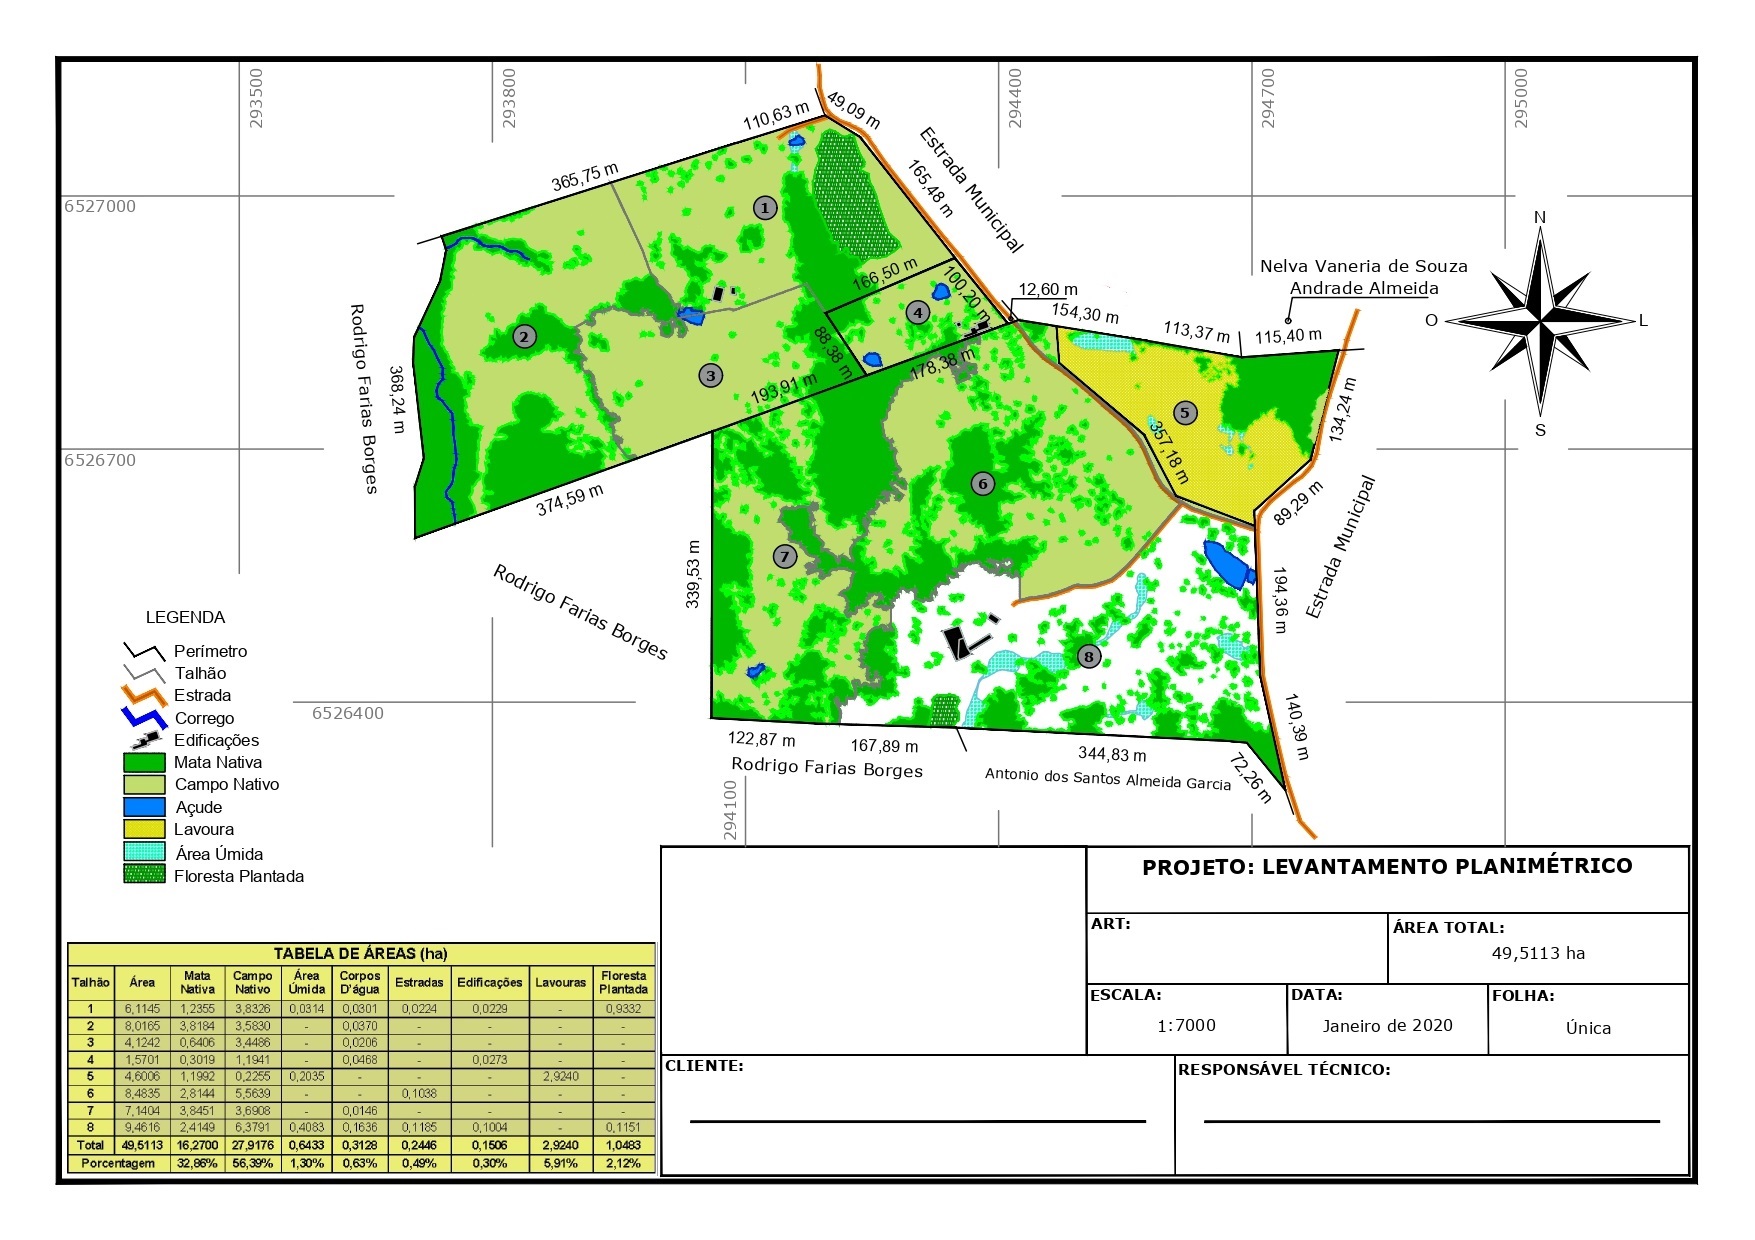 293500
293800
294400
294700
295000
6527000
6526700
6526400
294100
110,63 m
49,09 m
365,75 m
165,48 m
Estrada Municipal
166,50 m
100,20 m
12,60 m
154,30 m
113,37 m
115,40 m
Nelva Vaneria de Souza
Andrade Almeida
N
O
L
S
1
2
3
4
5
6
7
8
88,38 m
178,38 m
193,91 m
357,18 m
134,24 m
89,29 m
Estrada Municipal
Rodrigo Farias Borges
368,24 m
374,59 m
Rodrigo Farias Borges
339,53 m
194,36 m
140,39 m
72,26 m
122,87 m
167,89 m
344,83 m
Rodrigo Farias Borges
Antonio dos Santos Almeida Garcia
LEGENDA
Perímetro
Talhão
Estrada
Corrego
Edificações
Mata Nativa
Campo Nativo
Açude
Lavoura
Área Úmida
Floresta Plantada
TABELA DE ÁREAS (ha)
Talhão Área Mata Nativa Campo Nativo Área Úmida Corpos D'água Estradas Edificações Lavouras Floresta Plantada
1 6,1145 1,2355 3,8326 0,0314 0,0301 0,0224 0,0229 - 0,9332
2 8,0165 3,8184 3,5830 - 0,0370 - - - -
3 4,1242 0,6406 3,4486 - 0,0206 - - - -
4 1,5701 0,3019 1,1941 - 0,0468 - 0,0273 - -
5 4,6006 1,1992 0,2255 0,2035 - - - 2,9240 -
6 8,4835 2,8144 5,5639 - - 0,1038 - - -
7 7,1404 3,8451 3,6908 - 0,0146 - - - -
8 9,4616 2,4149 6,3791 0,4083 0,1636 0,1185 0,1004 - 0,1151
Total 49,5113 16,2700 27,9176 0,6433 0,3128 0,2446 0,1506 2,9240 1,0483
Porcentagem 32,86% 56,39% 1,30% 0,63% 0,49% 0,30% 5,91% 2,12%
PROJETO: LEVANTAMENTO PLANIMÉTRICO
ART:
ÁREA TOTAL:
49,5113 ha
ESCALA:
1:7000
DATA:
Janeiro de 2020
FOLHA:
Única
CLIENTE:
RESPONSÁVEL TÉCNICO: